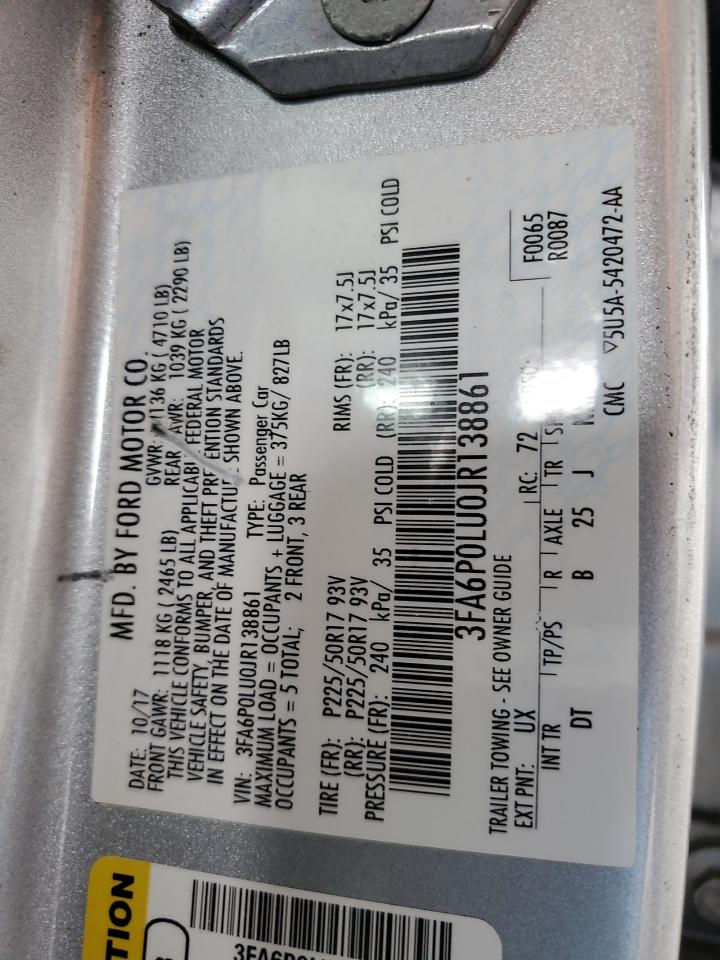 MFD. BY FORD MOTOR CO.
DATE: 10/17 GVWR: 2136 KG ( 4710 LB)
FRONT GAWR: 1118 KG ( 2465 LB) REAR GAWR: 1039 KG ( 2290 LB)
THIS VEHICLE CONFORMS TO ALL APPLICABLE FEDERAL MOTOR
VEHICLE SAFETY, BUMPER, AND THEFT PREVENTION STANDARDS
IN EFFECT ON THE DATE OF MANUFACTURE SHOWN ABOVE.
VIN: 3FA6P0LU0JR138861 TYPE: Passenger Car
MAXIMUM LOAD = OCCUPANTS + LUGGAGE = 375KG/ 827LB
OCCUPANTS = 5 TOTAL; 2 FRONT, 3 REAR
TIRE (FR): P225/50R17 93V RIMS (FR): 17x7.5J
(RR): P225/50R17 93V (RR): 17x7.5J
PRESSURE (FR): 240 kPa/ 35 PSI COLD (RR): 240 kPa/ 35 PSI COLD
3FA6P0LU0JR138861
TRAILER TOWING - SEE OWNER GUIDE
F0065
R0087
EXT PNT: UX RC: 72
INT TR TP/PS R AXLE TR
DT B 25 J
CMC ▽5U5A-5420472-AA